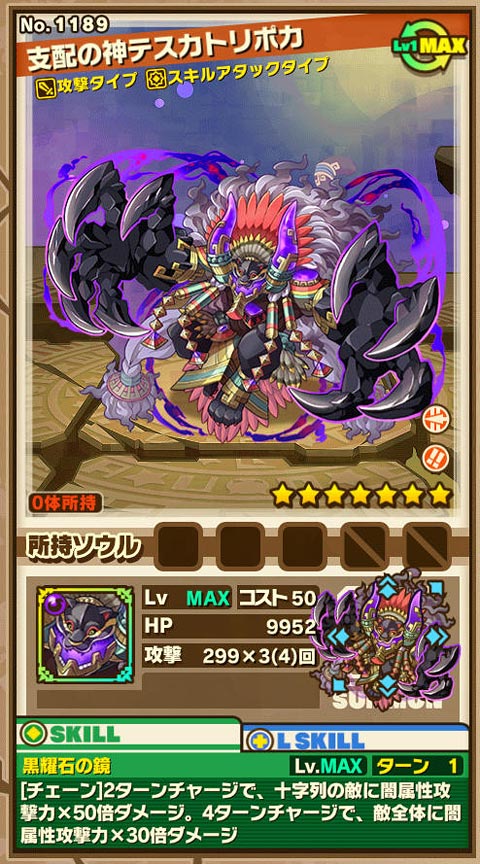 No.1189
支配の神テスカトリポカ
Lv1 MAX
攻撃タイプ スキルアタックタイプ
0体所持
所持ソウル
Lv MAX コスト 50
HP 9952
攻撃 299×3(4)回
SKILL
L SKILL
黒耀石の鏡 Lv.MAX ターン 1
[チェーン]2ターンチャージで、十字列の敵に闇属性攻
撃力×50倍ダメージ。4ターンチャージで、敵全体に闇
属性攻撃力×30倍ダメージ